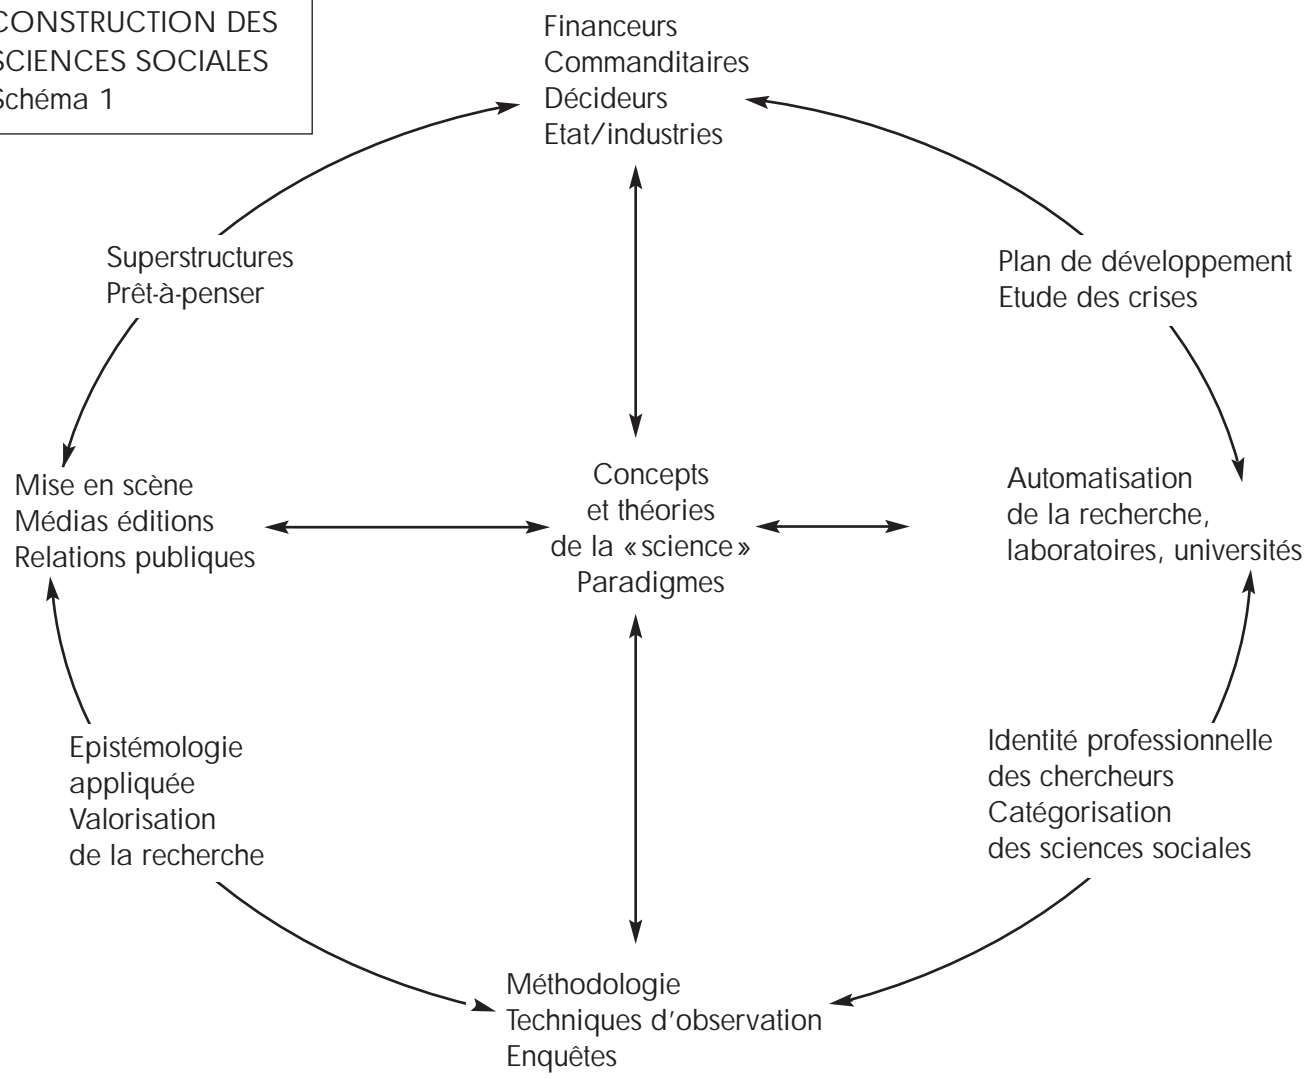 CONSTRUCTION DES
SCIENCES SOCIALES
Schéma 1
Financeurs
Commanditaires
Décideurs
Etat/industries
Superstructures
Prêt-à-penser
Plan de développement
Etude des crises
Mise en scène
Médias éditions
Relations publiques
Concepts
et théories
de la « science »
Paradigmes
Automatisation
de la recherche,
laboratoires, universités
Epistémologie
appliquée
Valorisation
de la recherche
Identité professionnelle
des chercheurs
Catégorisation
des sciences sociales
Méthodologie
Techniques d'observation
Enquêtes